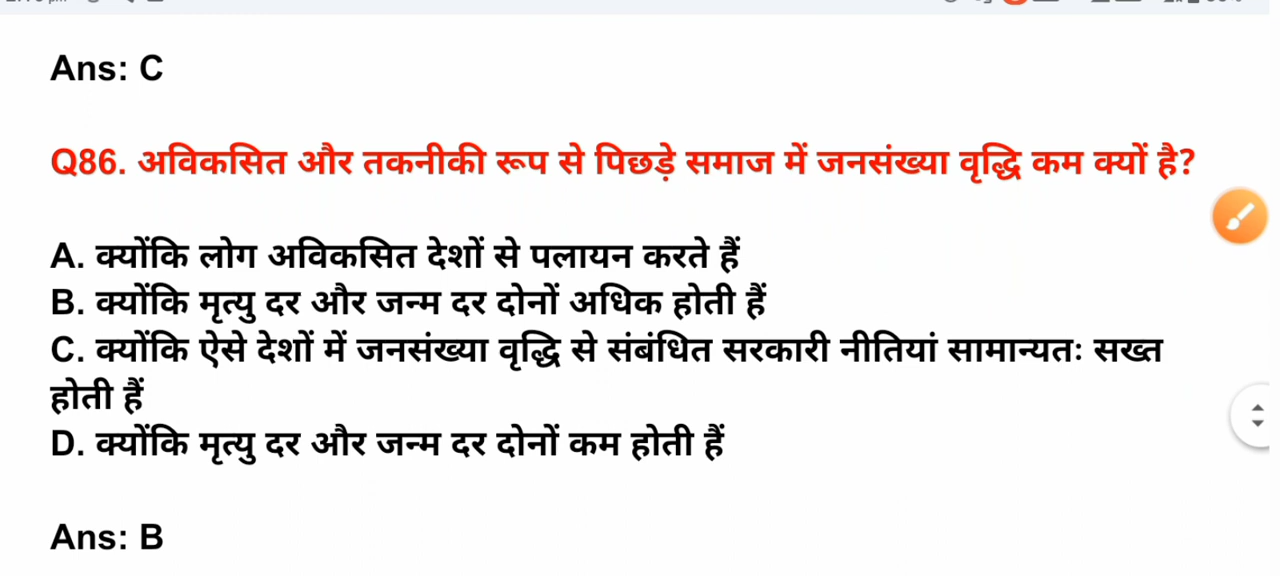 Ans: C
Q86. अविकसित और तकनीकी रूप से पिछड़े समाज में जनसंख्या वृद्धि कम क्यों है?
A. क्योंकि लोग अविकसित देशों से पलायन करते हैं
B. क्योंकि मृत्यु दर और जन्म दर दोनों अधिक होती हैं
C. क्योंकि ऐसे देशों में जनसंख्या वृद्धि से संबंधित सरकारी नीतियां सामान्यतः सख्त
होती हैं
D. क्योंकि मृत्यु दर और जन्म दर दोनों कम होती हैं
Ans: B